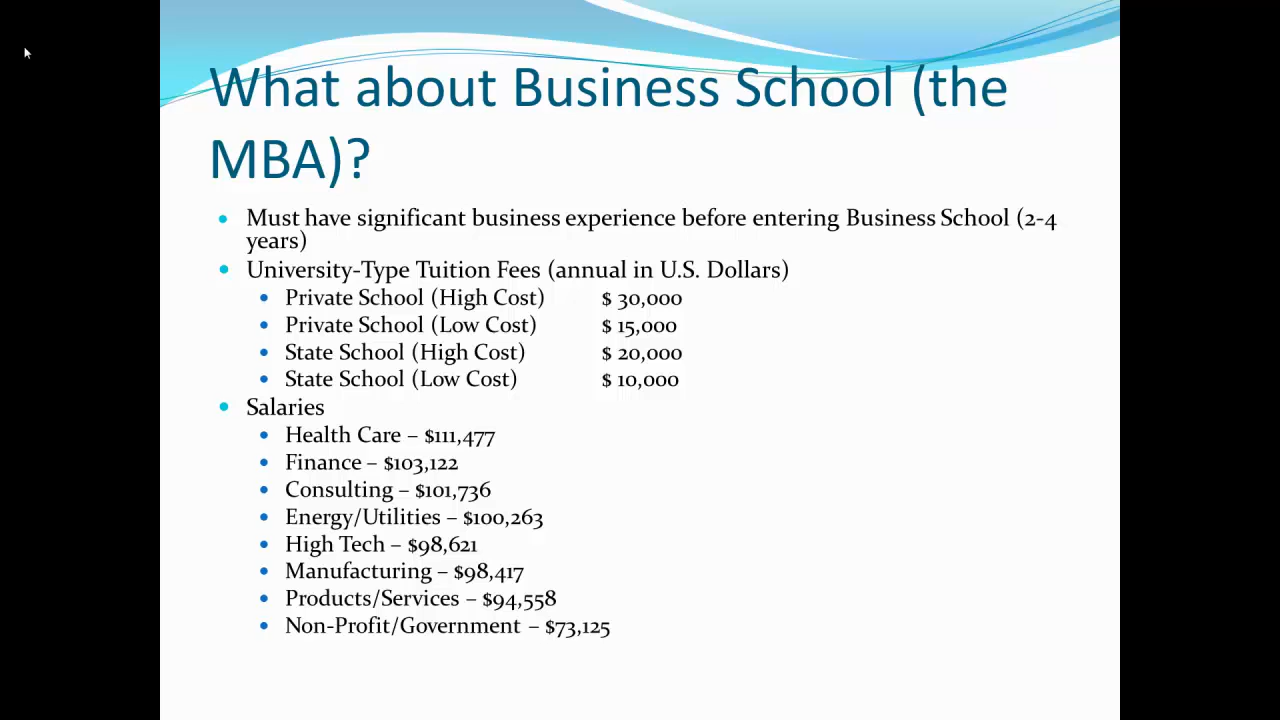 What about Business School (the
MBA)?
• Must have significant business experience before entering Business School (2-4
years)
• University-Type Tuition Fees (annual in U.S. Dollars)
• Private School (High Cost) $ 30,000
• Private School (Low Cost) $ 15,000
• State School (High Cost) $ 20,000
• State School (Low Cost) $ 10,000
• Salaries
• Health Care – $111,477
• Finance – $103,122
• Consulting – $101,736
• Energy/Utilities – $100,263
• High Tech – $98,621
• Manufacturing – $98,417
• Products/Services – $94,558
• Non-Profit/Government – $73,125